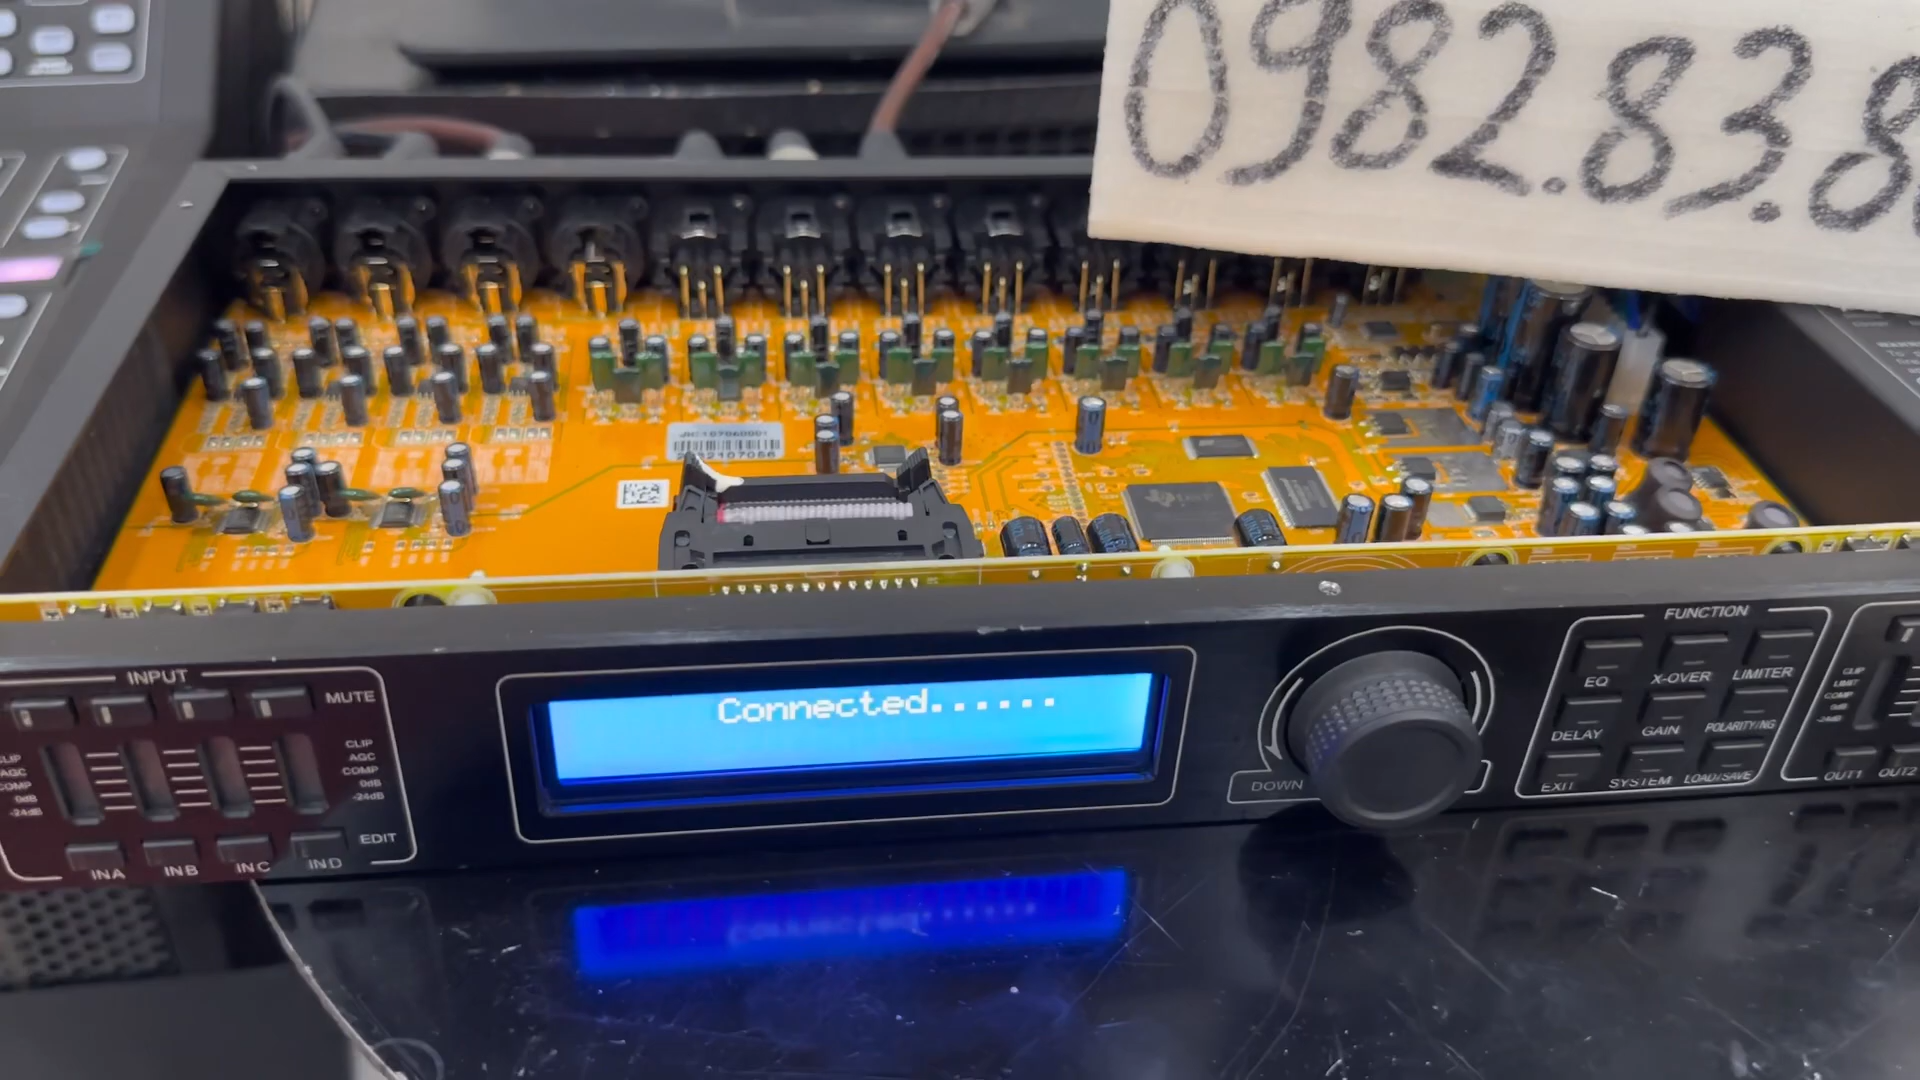 0982.83.8
JRC107060001
INPUT
MUTE
CLIP
AGC
COMP
0dB
-24dB
CLIP
AGC
COMP
0dB
-24dB
EDIT
INA
INB
INC
IND
Connected......
DOWN
FUNCTION
EQ
X-OVER
LIMITER
DELAY
GAIN
POLARITY/NG
EXIT
SYSTEM
LOAD/SAVE
CLIP
LIMIT
COMP
0dB
-24dB
OUT1
OUT2